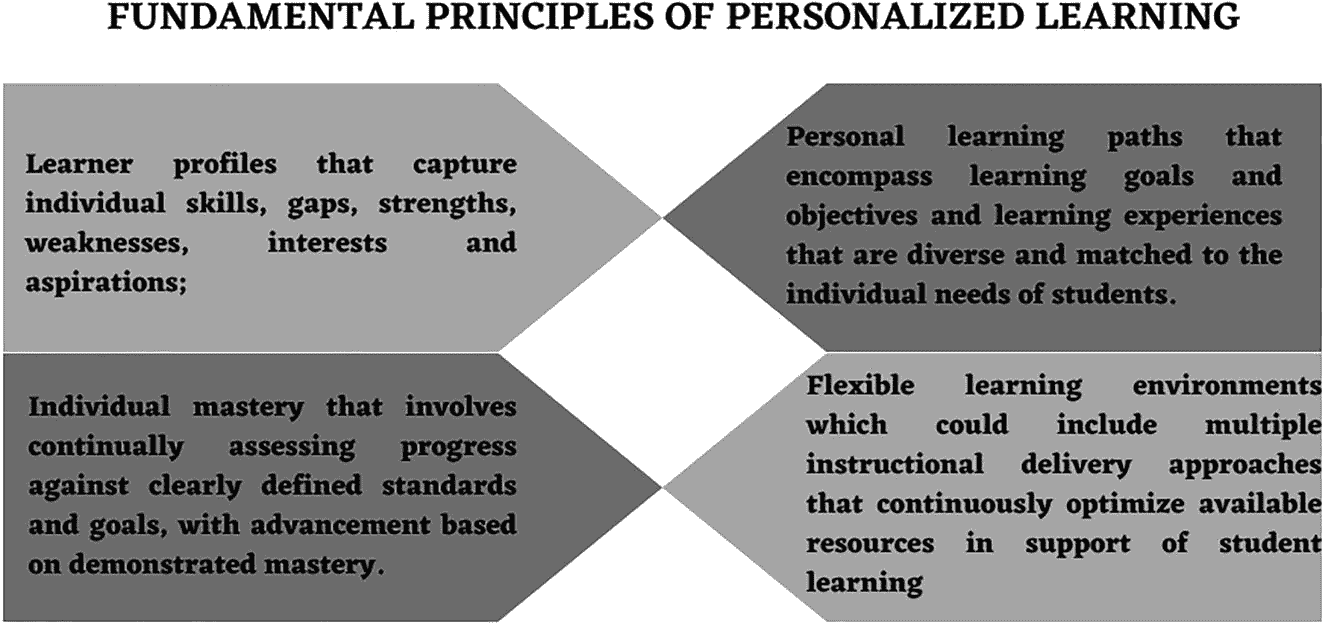 FUNDAMENTAL PRINCIPLES OF PERSONALIZED LEARNING
Learner profiles that capture
individual skills, gaps, strengths,
weaknesses, interests and
aspirations;
Personal learning paths that
encompass learning goals and
objectives and learning experiences
that are diverse and matched to the
individual needs of students.
Individual mastery that involves
continually assessing progress
against clearly defined standards
and goals, with advancement based
on demonstrated mastery.
Flexible learning environments
which could include multiple
instructional delivery approaches
that continuously optimize available
resources in support of student
learning